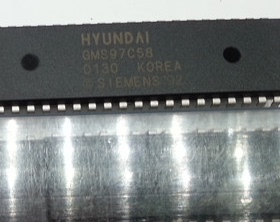 HYUNDAI
GMS97C58
0130 KOREA
© SIEMENS '92